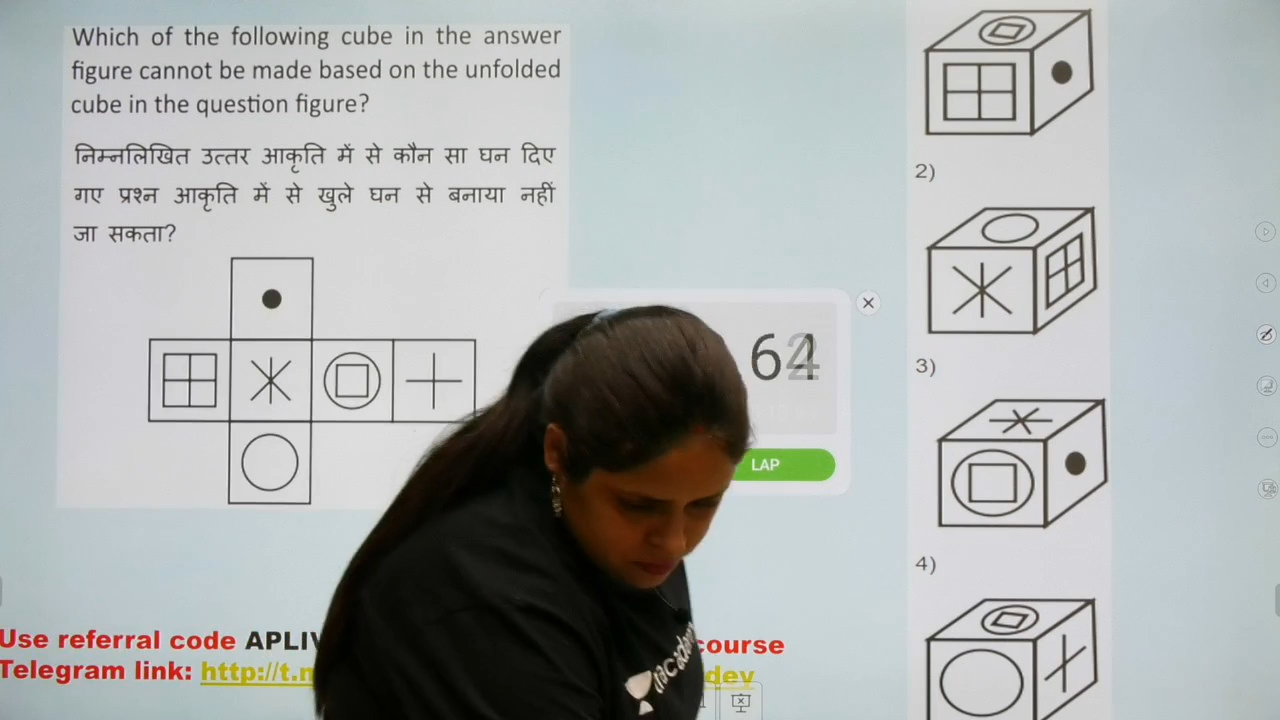 Which of the following cube in the answer
figure cannot be made based on the unfolded
cube in the question figure?
निम्नलिखित उत्तर आकृति में से कौन सा घन दिए
गए प्रश्न आकृति में से खुले घन से बनाया नहीं
जा सकता?
2)
3)
4)
LAP
Use referral code APLIV
course
Telegram link: http://t.m
dev